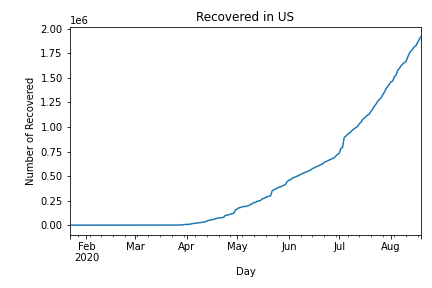 Recovered in US
1e6
2.00
1.75
1.50
1.25
1.00
0.75
0.50
0.25
0.00
Number of Recovered
Feb Mar Apr May Jun Jul Aug
2020
Day